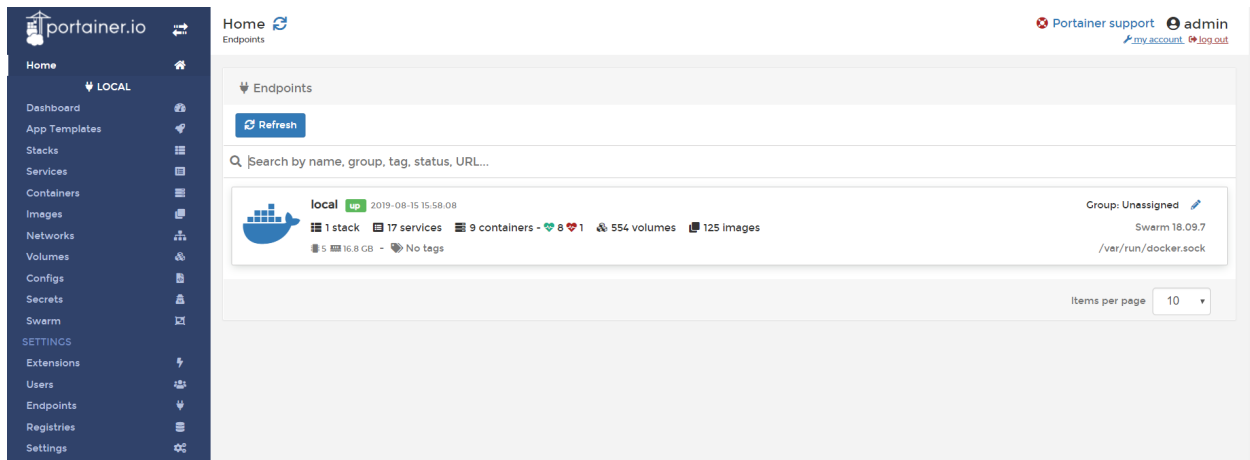 portainer.io
Home
LOCAL
Dashboard
App Templates
Stacks
Services
Containers
Images
Networks
Volumes
Configs
Secrets
Swarm
SETTINGS
Extensions
Users
Endpoints
Registries
Settings
Home
Endpoints
Portainer support admin
my account log out
Endpoints
Refresh
Search by name, group, tag, status, URL...
local up 2019-08-15 15:58:08
Group: Unassigned
1 stack 17 services 9 containers - 8 1 554 volumes 125 images
Swarm 18.09.7
5 16.8 GB - No tags
/var/run/docker.sock
Items per page 10